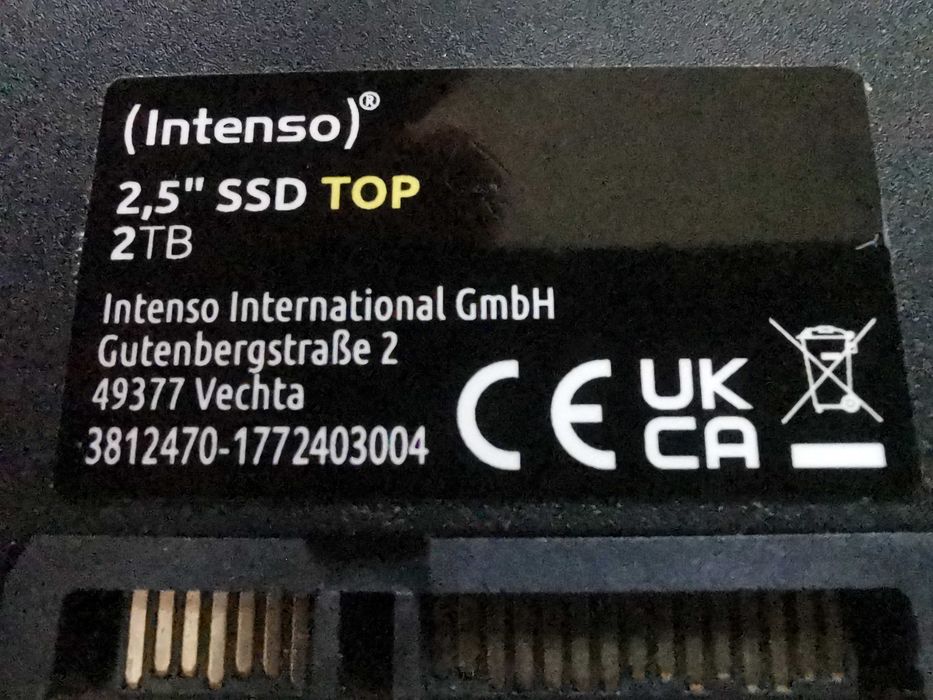 (Intenso)®
2,5" SSD TOP
2TB
Intenso International GmbH
Gutenbergstraße 2
49377 Vechta
3812470-1772403004
CE
UK
CA